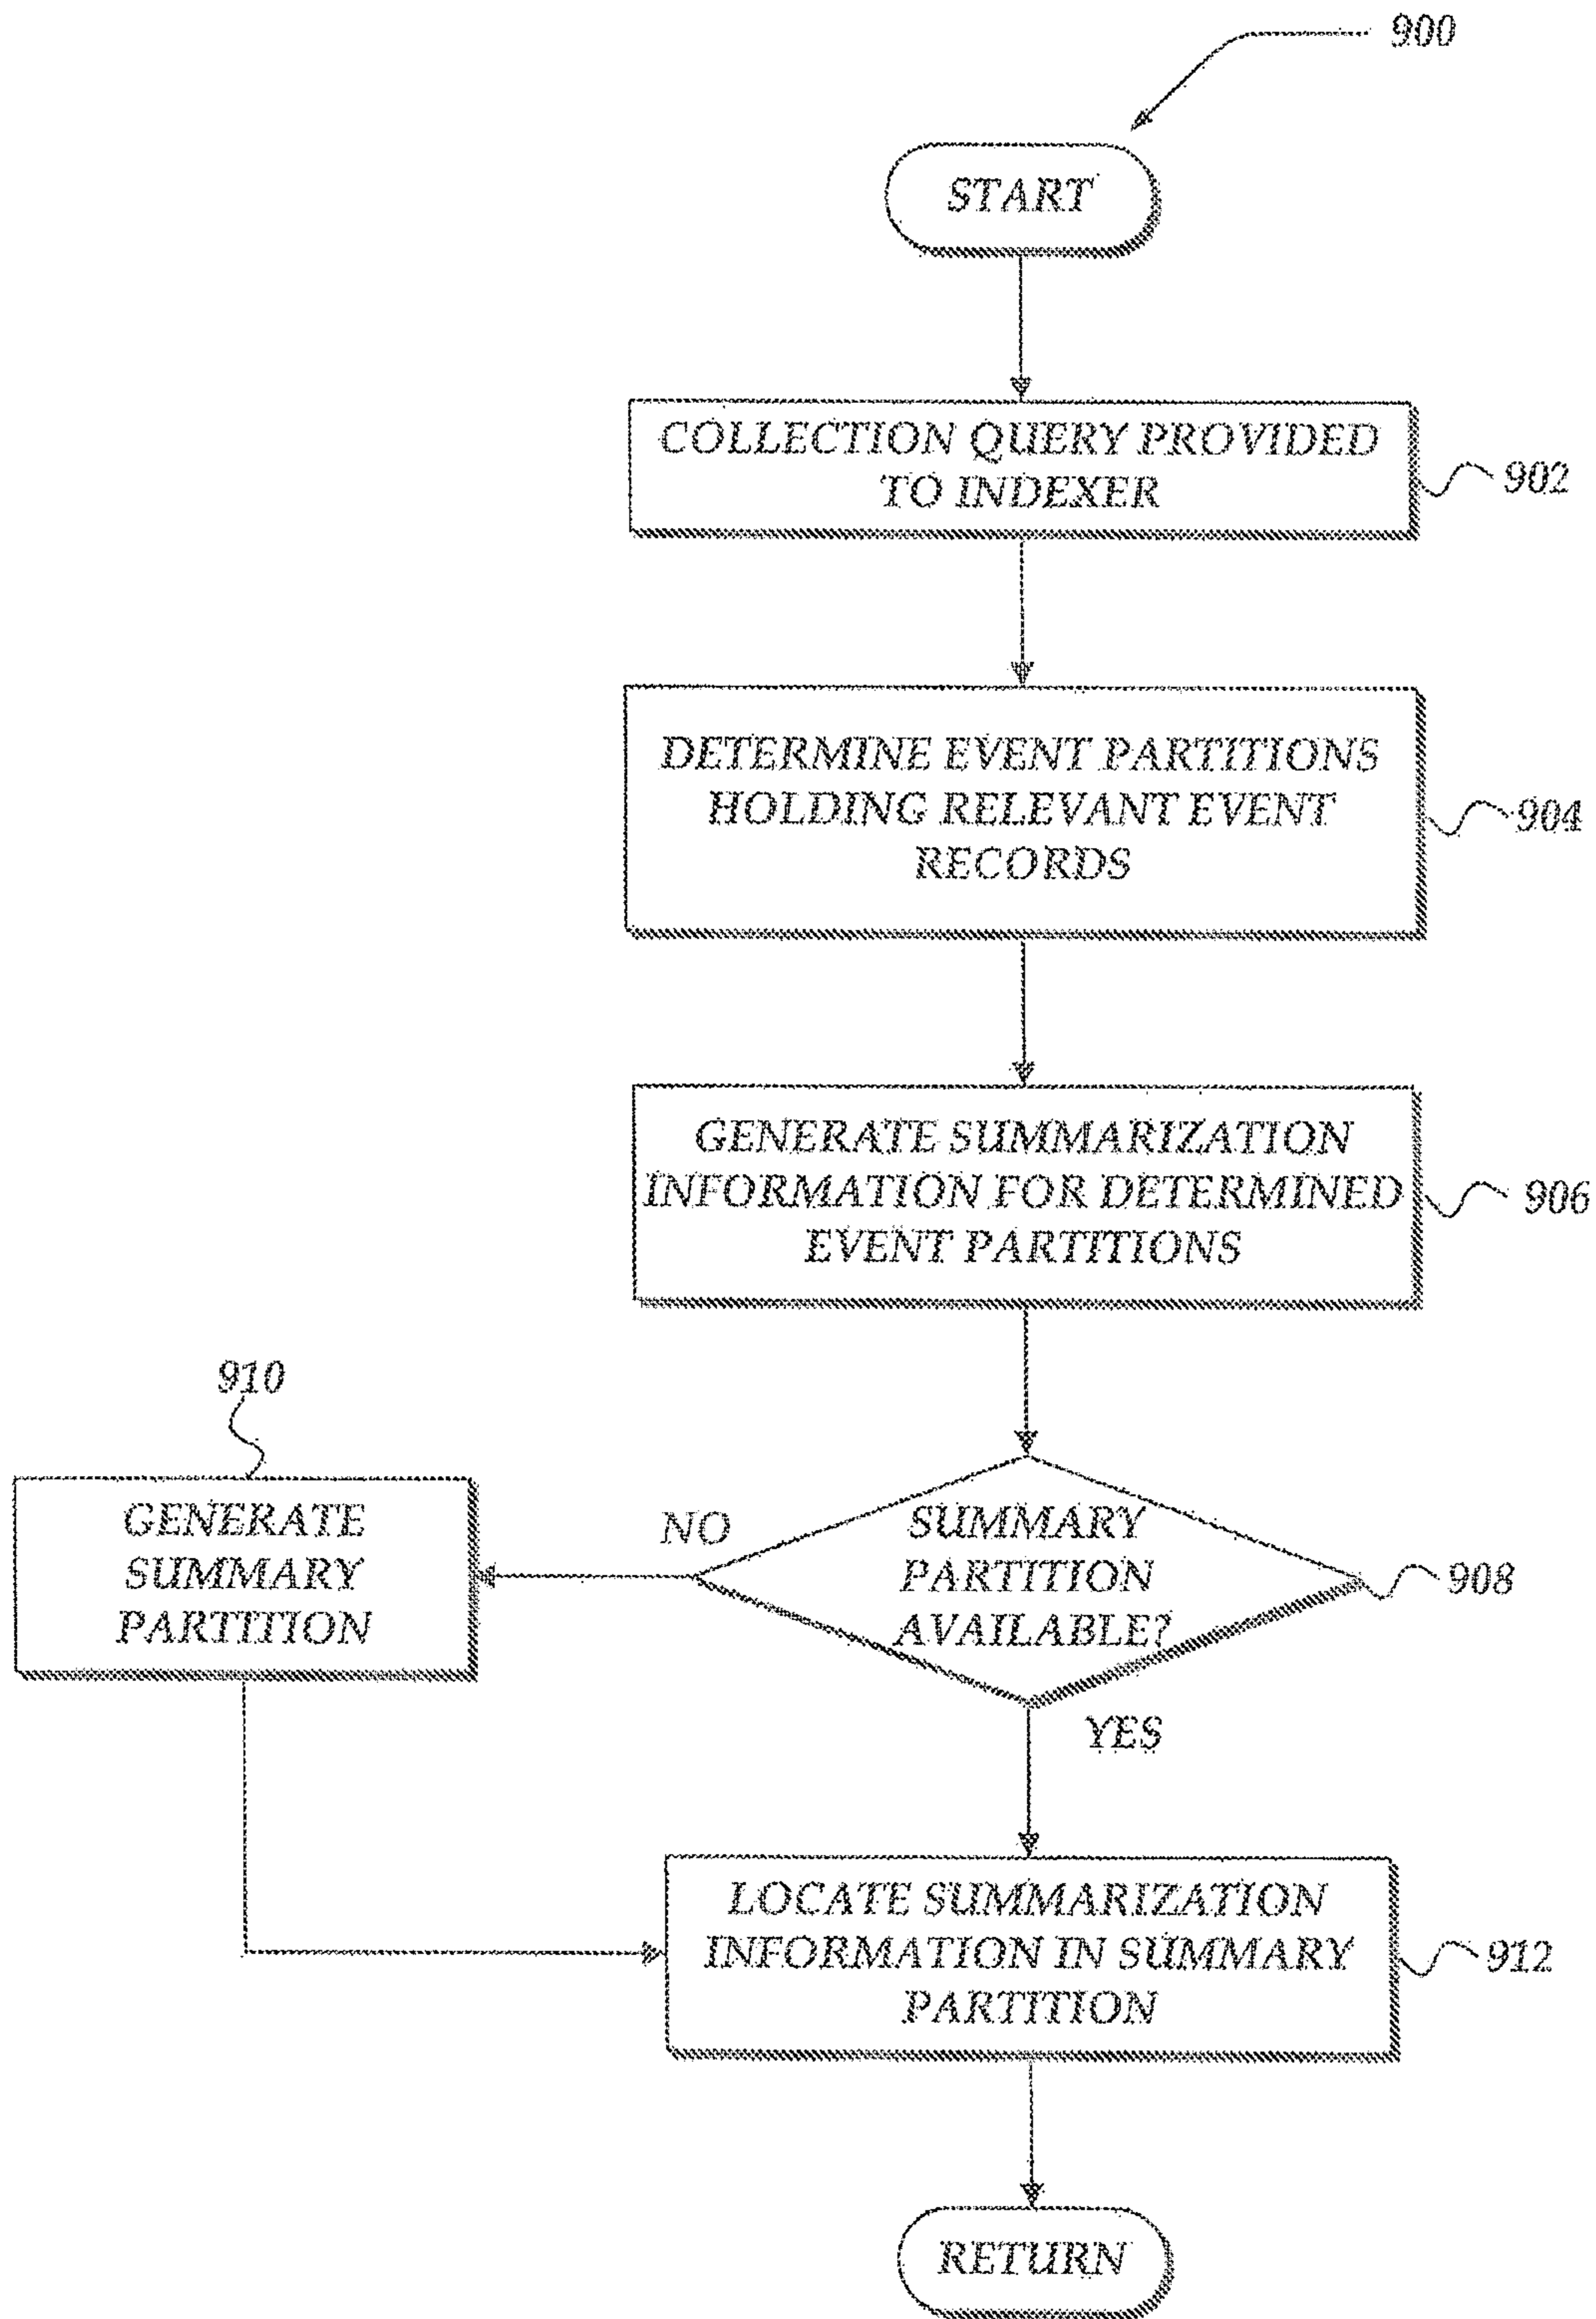 900
START
COLLECTION QUERY PROVIDED
TO INDEXER
902
DETERMINE EVENT PARTITIONS
HOLDING RELEVANT EVENT
RECORDS
904
GENERATE SUMMARIZATION
INFORMATION FOR DETERMINED
EVENT PARTITIONS
906
910
GENERATE
SUMMARY
PARTITION
NO
SUMMARY
PARTITION
AVAILABLE?
908
YES
LOCATE SUMMARIZATION
INFORMATION IN SUMMARY
PARTITION
912
RETURN